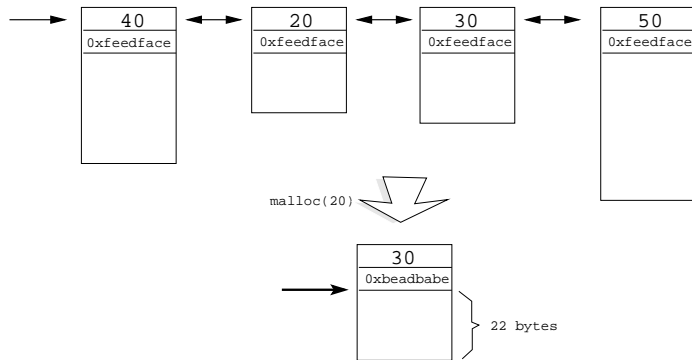 40 20 30 50
0xfeedface 0xfeedface 0xfeedface 0xfeedface
malloc(20)
30
0xbeadbabe
22 bytes